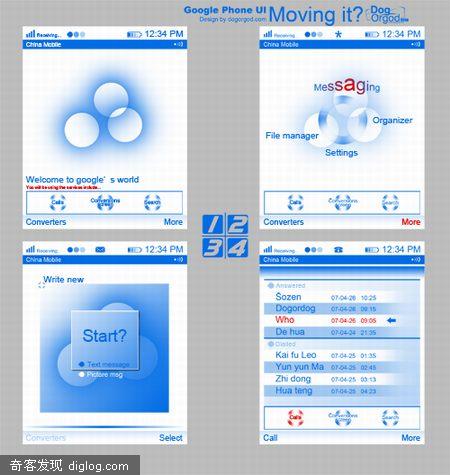 Google Phone UI
Design by dogorgod.com
Moving it?
Dog
Orgod
Receiving
12:34 PM
China Mobile
Welcome to google's world
You will be using the services include...
Calls
Conversions
Search
Converters
More
Receiving
12:34 PM
China Mobile
Messaging
Organizer
File manager
Settings
Calls
Conversions
Search
Converters
More
1 2
3 4
Receiving
12:34 PM
China Mobile
Write new
Start?
Text message
Picture msg
Converters
Select
Receiving
12:34 PM
China Mobile
Answered
Sozen 07-04-26 10:25
Dogordog 07-04-26 09:15
Who 07-04-26 09:05
De hua 07-04-24 21:35
Dialled
Kai fu Leo 07-04-25 01:35
Yun yun Ma 07-04-25 02:45
Zhi dong 07-04-25 03:13
Hua teng 07-04-25 04:23
Calls
Conversions
Search
Call
More
奇客发现 diglog.com